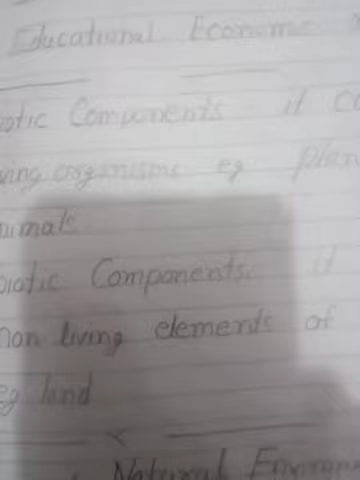 Educational Economic
otic Components it co
ving organisms eg plan
nimals
biotic Components. it
non living elements of
eg land
Natural Environ